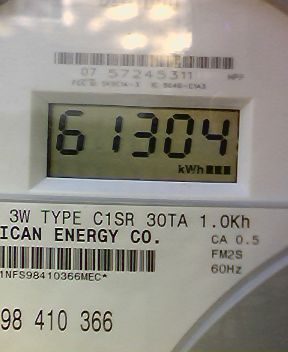 07 57245311 MPP
61304
kWh
3W TYPE C1SR 30TA 1.0Kh
ICAN ENERGY CO.
CA 0.5
FM2S
60Hz
1NFS98410366MEC*
98 410 366